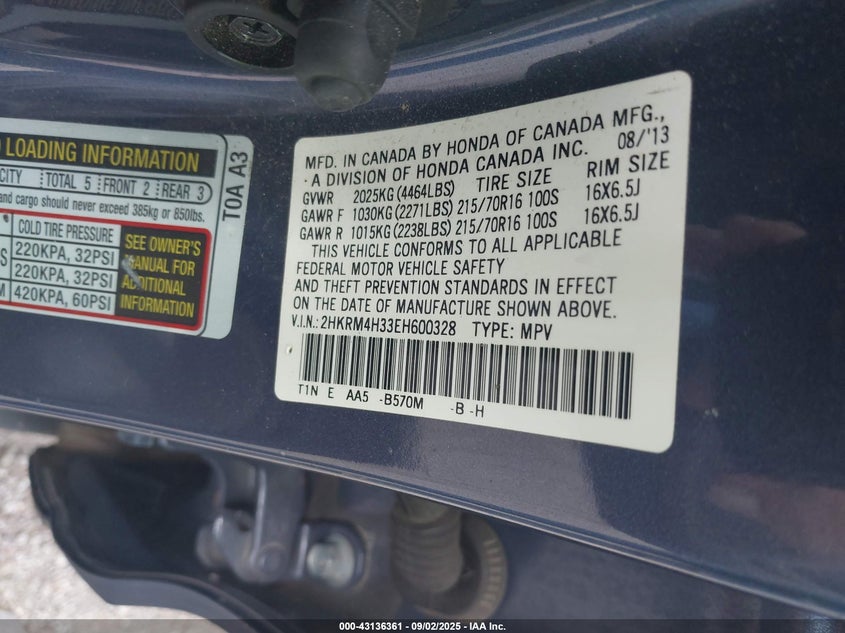 LOADING INFORMATION
CITY TOTAL 5 FRONT 2 REAR 3
and cargo should never exceed 385kg or 850lbs.
COLD TIRE PRESSURE
220KPA, 32PSI
220KPA, 32PSI
420KPA, 60PSI
SEE OWNER'S
MANUAL FOR
ADDITIONAL
INFORMATION
T0A A3
MFD. IN CANADA BY HONDA OF CANADA MFG.,
· A DIVISION OF HONDA CANADA INC. 08/'13
GVWR 2025KG (4464LBS) TIRE SIZE RIM SIZE
GAWR F 1030KG (2271LBS) 215/70R16 100S 16X6.5J
GAWR R 1015KG (2238LBS) 215/70R16 100S 16X6.5J
THIS VEHICLE CONFORMS TO ALL APPLICABLE
FEDERAL MOTOR VEHICLE SAFETY
AND THEFT PREVENTION STANDARDS IN EFFECT
ON THE DATE OF MANUFACTURE SHOWN ABOVE.
V.I.N.: 2HKRM4H33EH600328 TYPE: MPV
T1N E AA5 -B570M -B -H
000-43136361 - 09/02/2025 - IAA Inc.